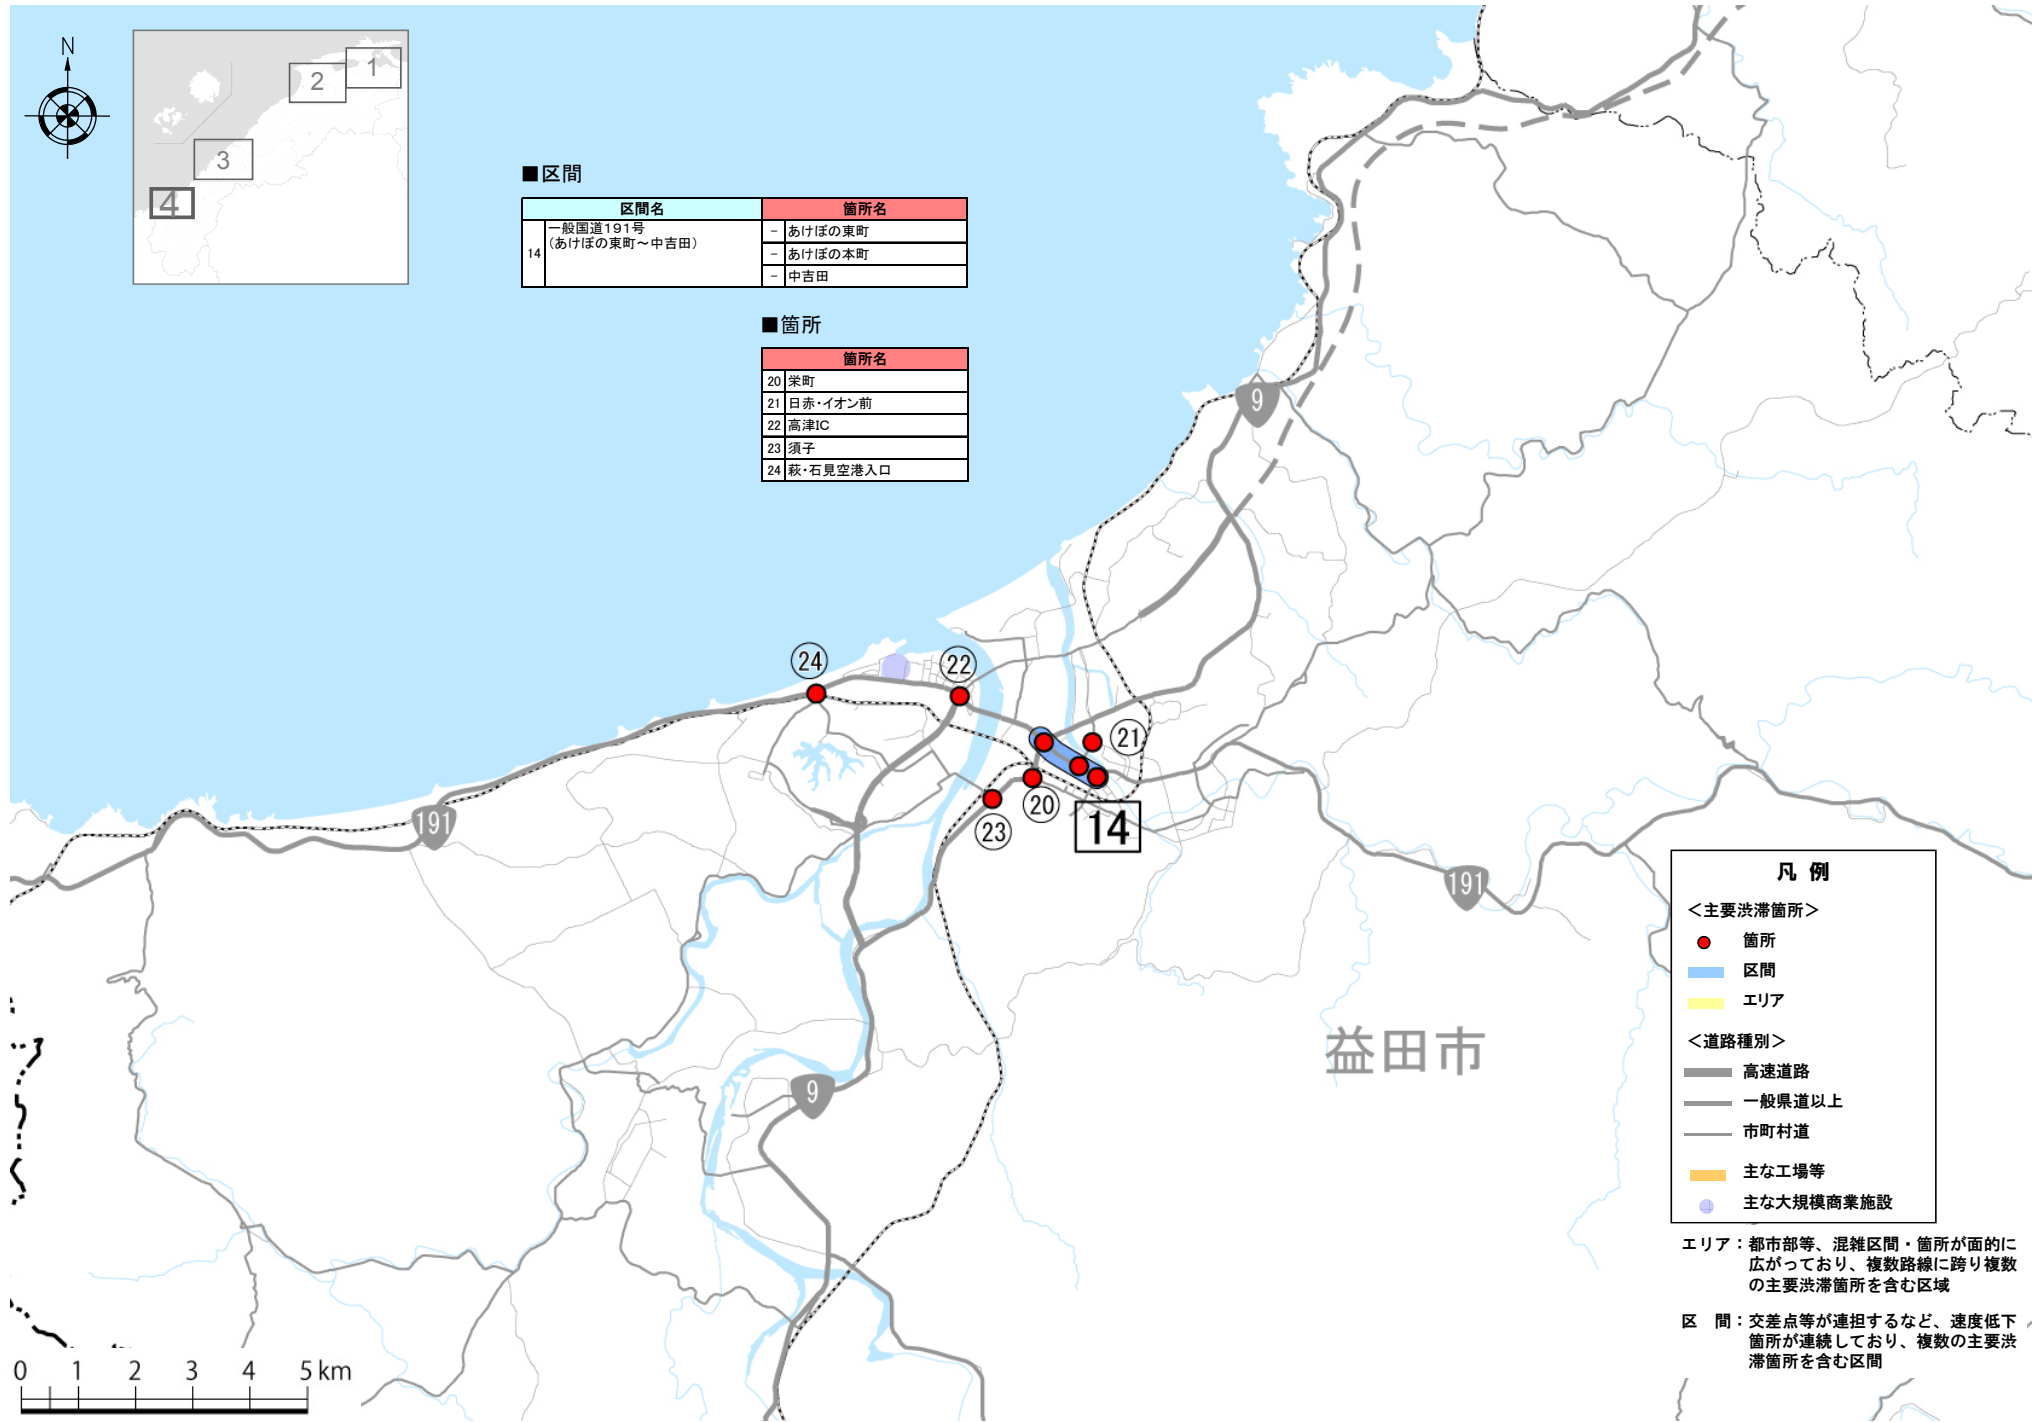 N
1
2
3
4
■区間
区間名 箇所名
14 一般国道191号
(あけぼの東町～中吉田)
- あけぼの東町
- あけぼの本町
- 中吉田
■箇所
箇所名
20 栄町
21 日赤・イオン前
22 高津IC
23 須子
24 萩・石見空港入口
9
24
22
21
20
23
14
191
191
9
益田市
凡 例
＜主要渋滞箇所＞
箇所
区間
エリア
＜道路種別＞
高速道路
一般県道以上
市町村道
主な工場等
主な大規模商業施設
エリア：都市部等、混雑区間・箇所が面的に
広がっており、複数路線に跨り複数
の主要渋滞箇所を含む区域
区　間：交差点等が連担するなど、速度低下
箇所が連続しており、複数の主要渋
滞箇所を含む区間
0 1 2 3 4 5 km